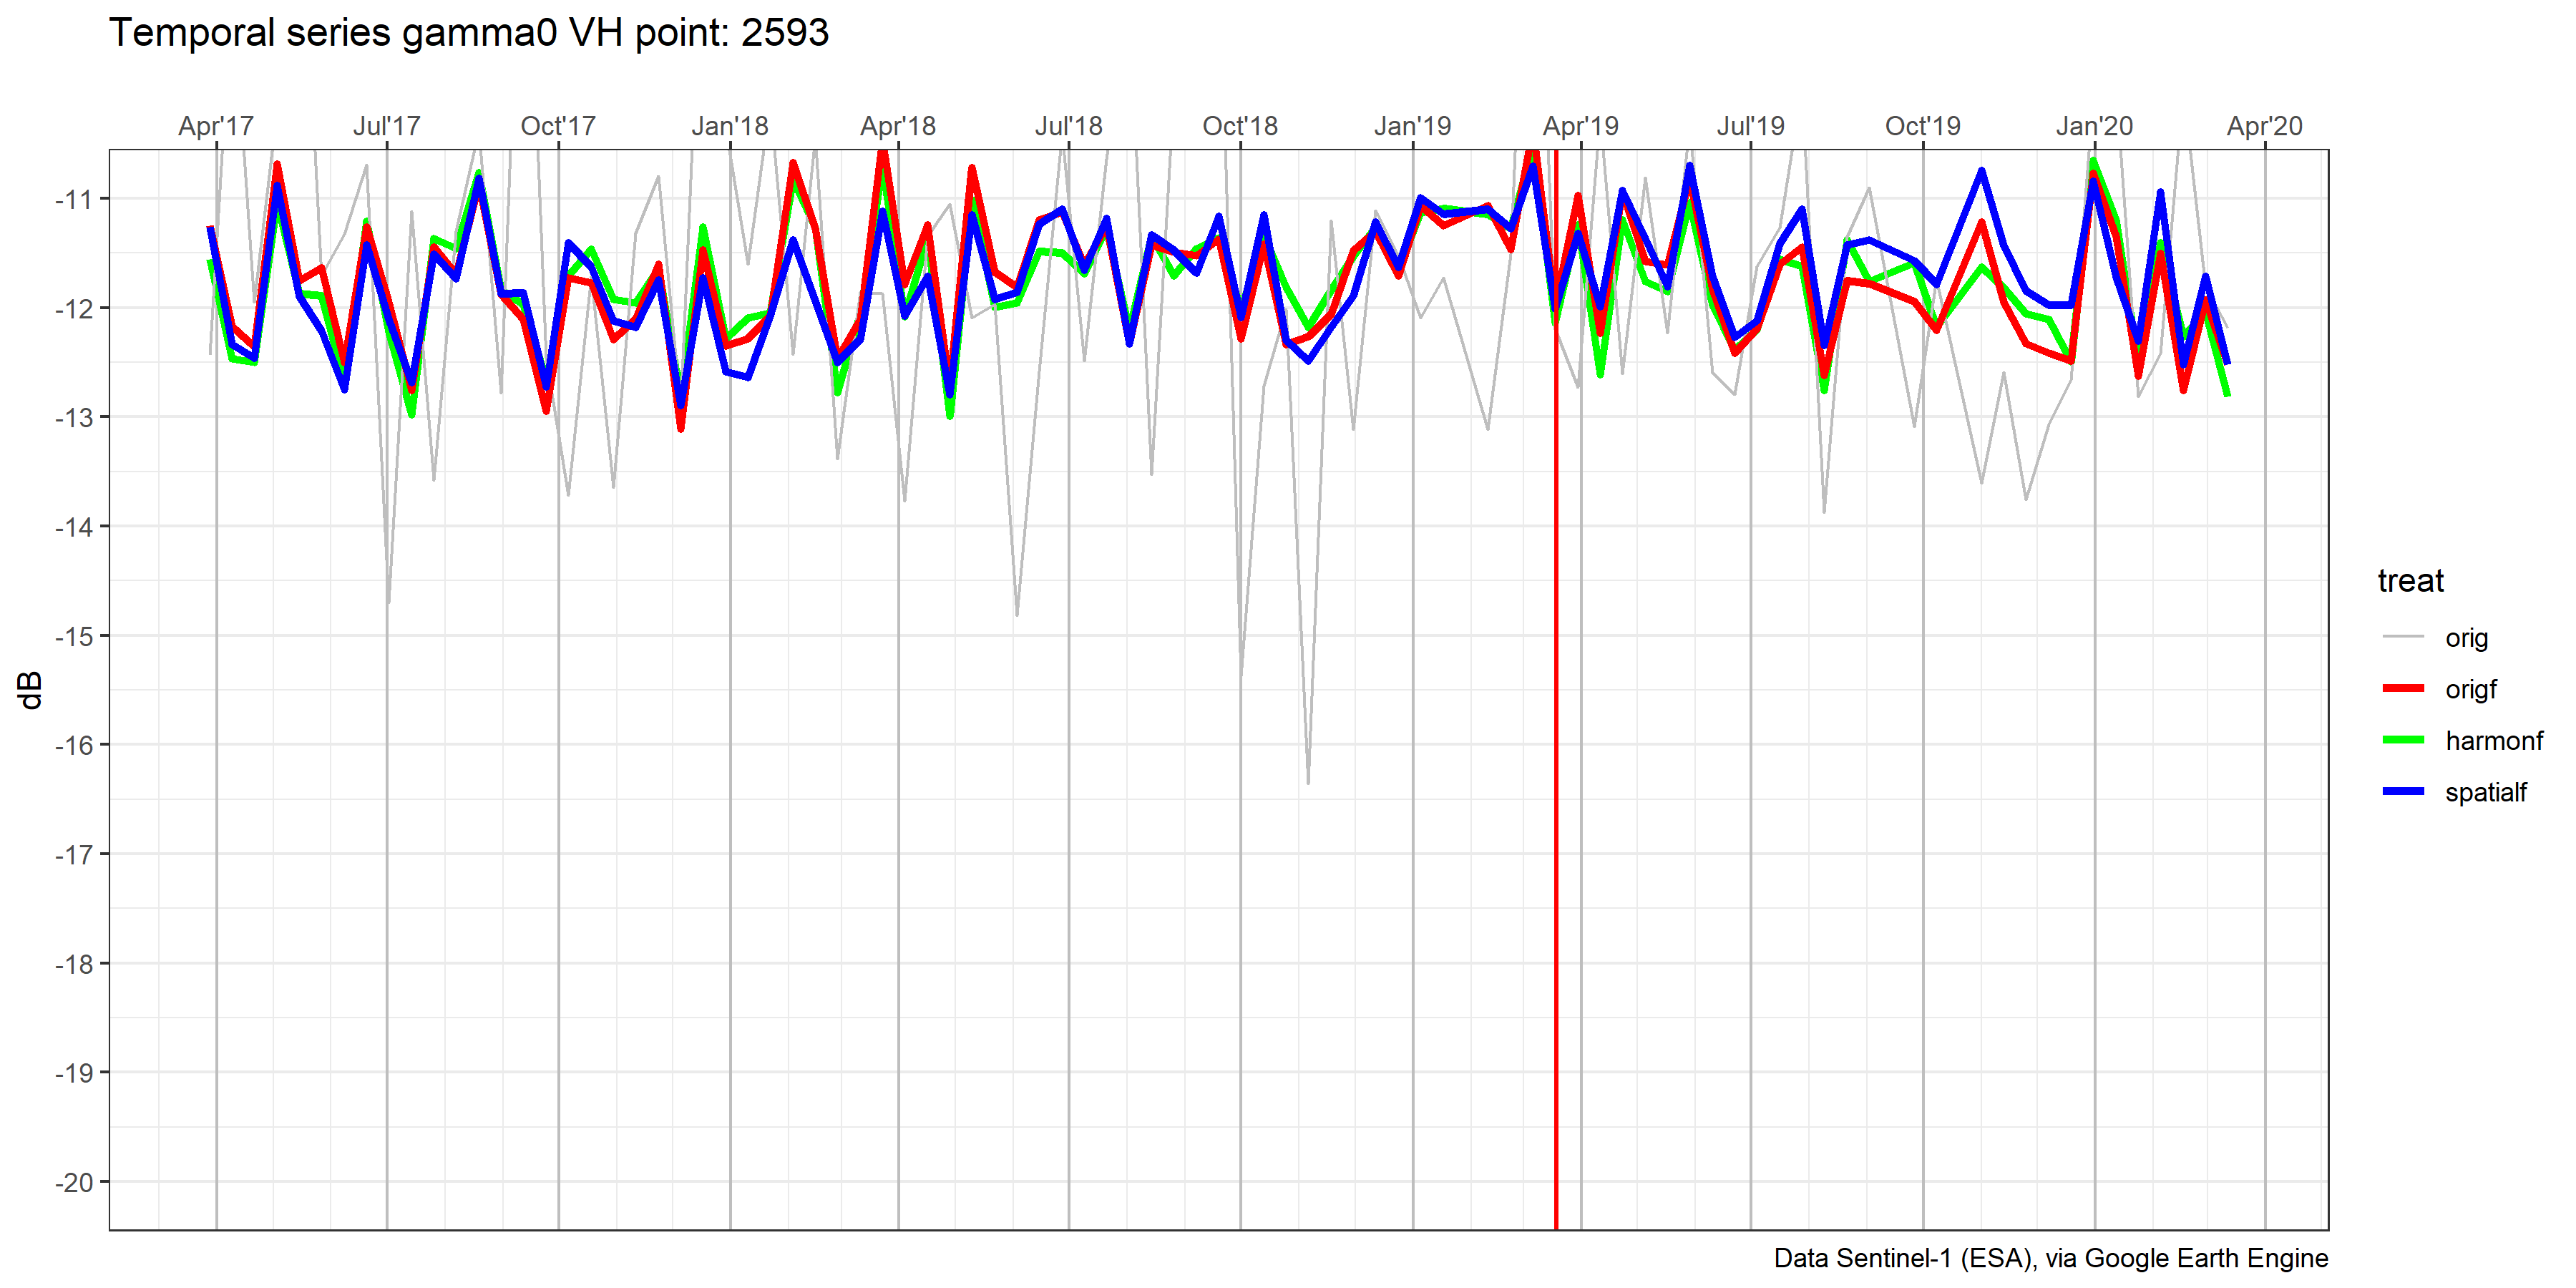 Temporal series gamma0 VH point: 2593
Apr'17 Jul'17 Oct'17 Jan'18 Apr'18 Jul'18 Oct'18 Jan'19 Apr'19 Jul'19 Oct'19 Jan'20 Apr'20
-11
-12
-13
-14
-15
-16
-17
-18
-19
-20
dB
treat
orig
origf
harmonf
spatialf
Data Sentinel-1 (ESA), via Google Earth Engine